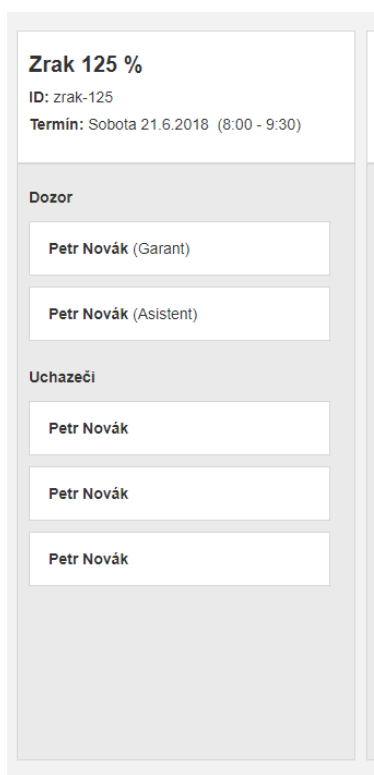 Zrak 125 %
ID: zrak-125
Termín: Sobota 21.6.2018 (8:00 - 9:30)
Dozor
Petr Novák (Garant)
Petr Novák (Asistent)
Uchazeči
Petr Novák
Petr Novák
Petr Novák